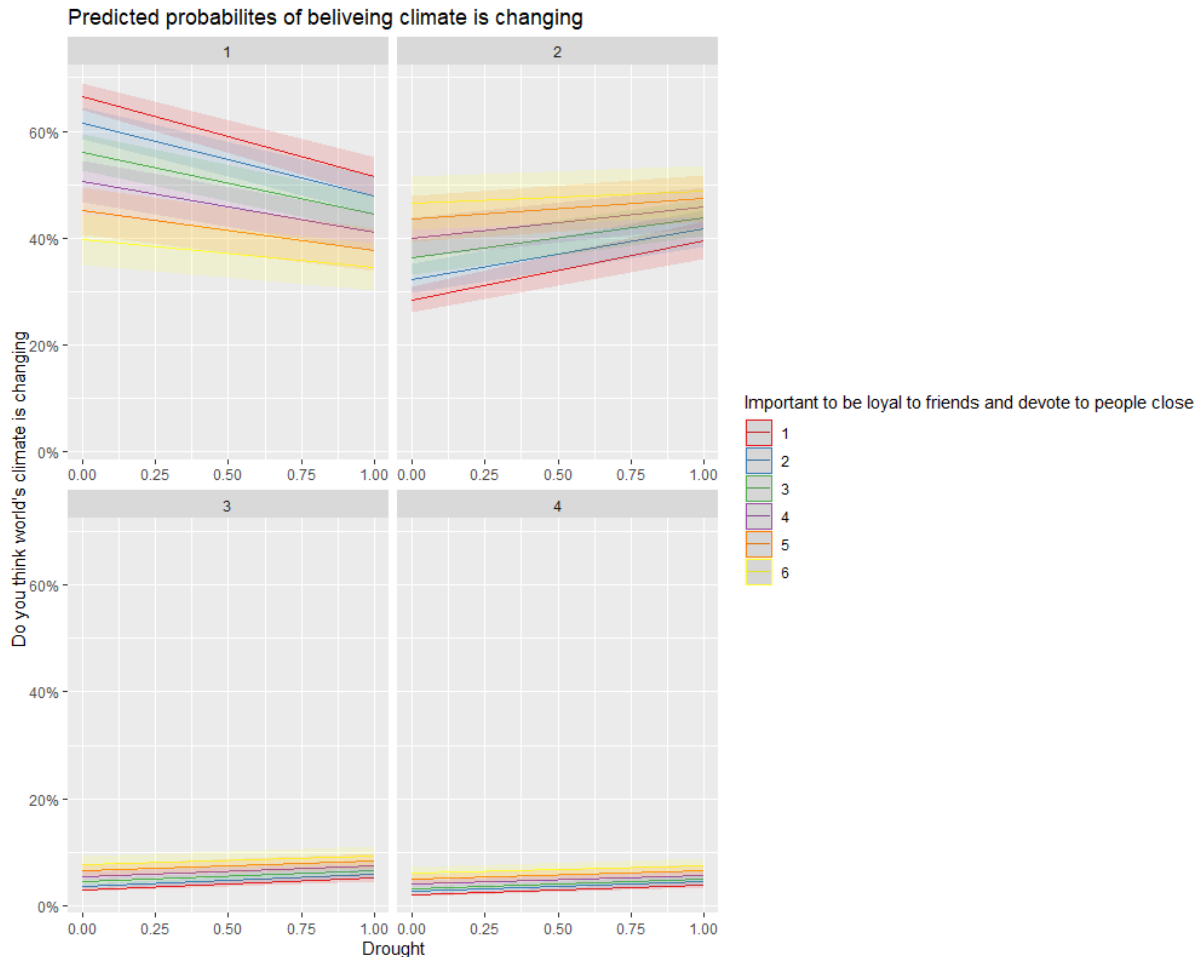 Predicted probabilites of beliveing climate is changing
1
2
60%
40%
20%
0%
0.00 0.25 0.50 0.75 1.00
0.00 0.25 0.50 0.75 1.00
3
4
60%
40%
20%
0%
0.00 0.25 0.50 0.75 1.00
0.00 0.25 0.50 0.75 1.00
Drought
Do you think world's climate is changing
Important to be loyal to friends and devote to people close
1
2
3
4
5
6